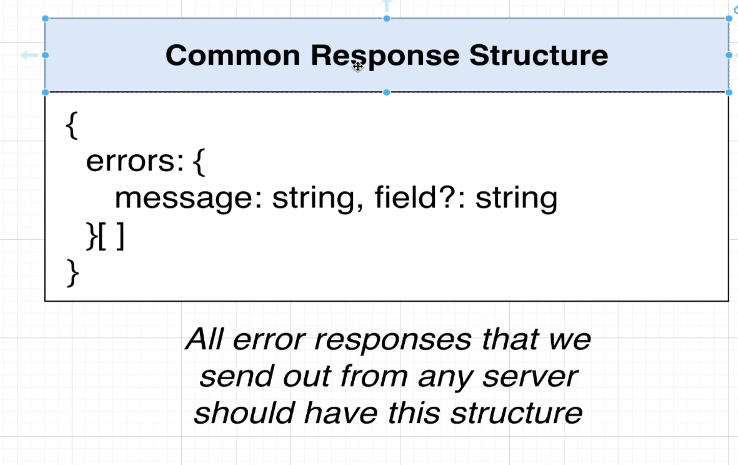 Common Response Structure
{
errors: {
message: string, field?: string
}[ ]
}
All error responses that we
send out from any server
should have this structure